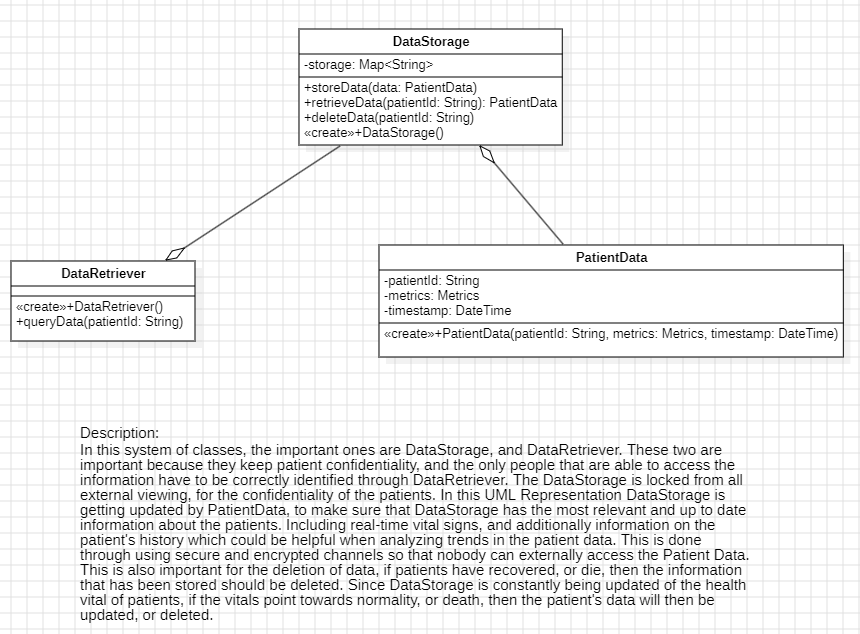 DataStorage
-storage: Map<String>
+storeData(data: PatientData)
+retrieveData(patientId: String): PatientData
+deleteData(patientId: String)
«create»+DataStorage()
DataRetriever
«create»+DataRetriever()
+queryData(patientId: String)
PatientData
-patientId: String
-metrics: Metrics
-timestamp: DateTime
«create»+PatientData(patientId: String, metrics: Metrics, timestamp: DateTime)
Description:
In this system of classes, the important ones are DataStorage, and DataRetriever. These two are
important because they keep patient confidentiality, and the only people that are able to access the
information have to be correctly identified through DataRetriever. The DataStorage is locked from all
external viewing, for the confidentiality of the patients. In this UML Representation DataStorage is
getting updated by PatientData, to make sure that DataStorage has the most relevant and up to date
information about the patients. Including real-time vital signs, and additionally information on the
patient's history which could be helpful when analyzing trends in the patient data. This is done
through using secure and encrypted channels so that nobody can externally access the Patient Data.
This is also important for the deletion of data, if patients have recovered, or die, then the information
that has been stored should be deleted. Since DataStorage is constantly being updated of the health
vital of patients, if the vitals point towards normality, or death, then the patient's data will then be
updated, or deleted.